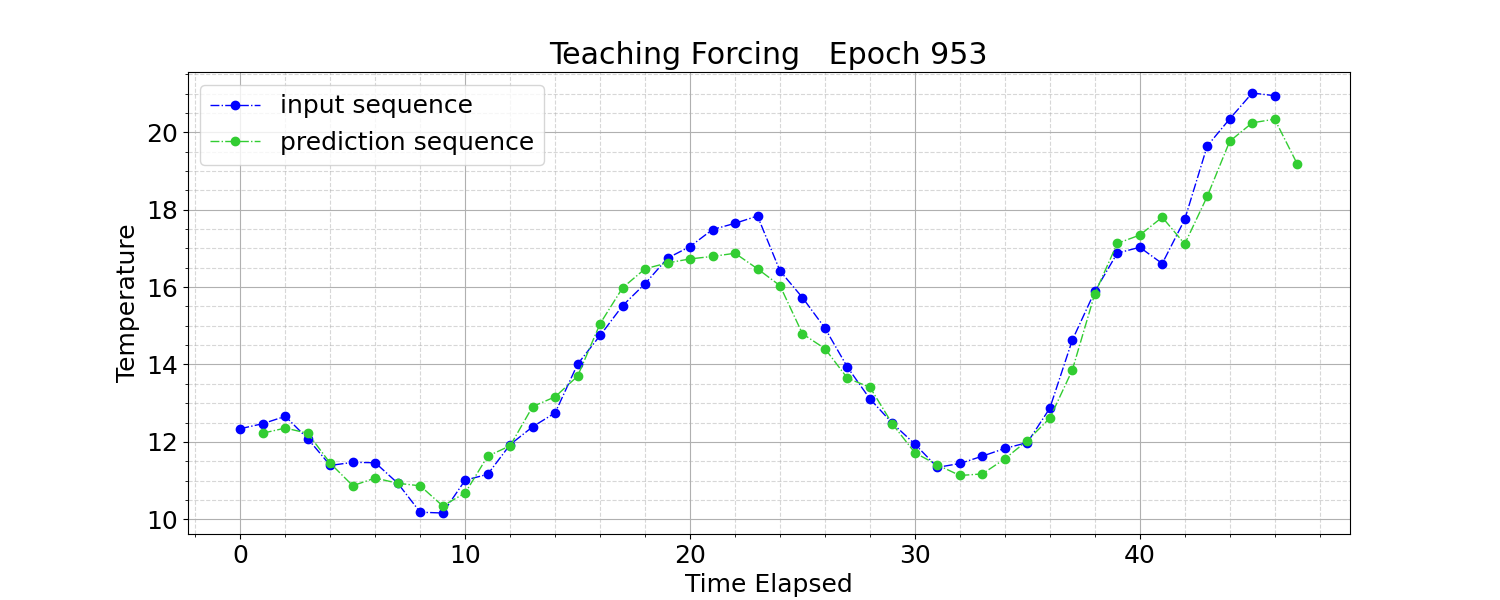 Teaching Forcing   Epoch 953
input sequence
prediction sequence
Temperature
20
18
16
14
12
10
0 10 20 30 40
Time Elapsed